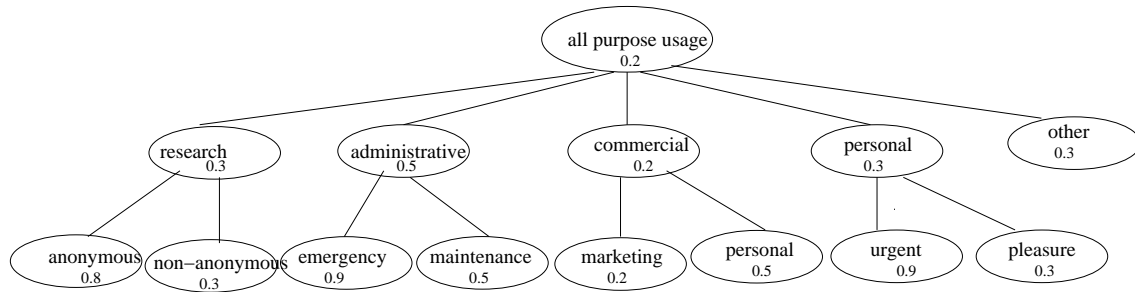 all purpose usage
0.2
research
0.3
administrative
0.5
commercial
0.2
personal
0.3
other
0.3
anonymous
0.8
non-anonymous
0.3
emergency
0.9
maintenance
0.5
marketing
0.2
personal
0.5
urgent
0.9
pleasure
0.3